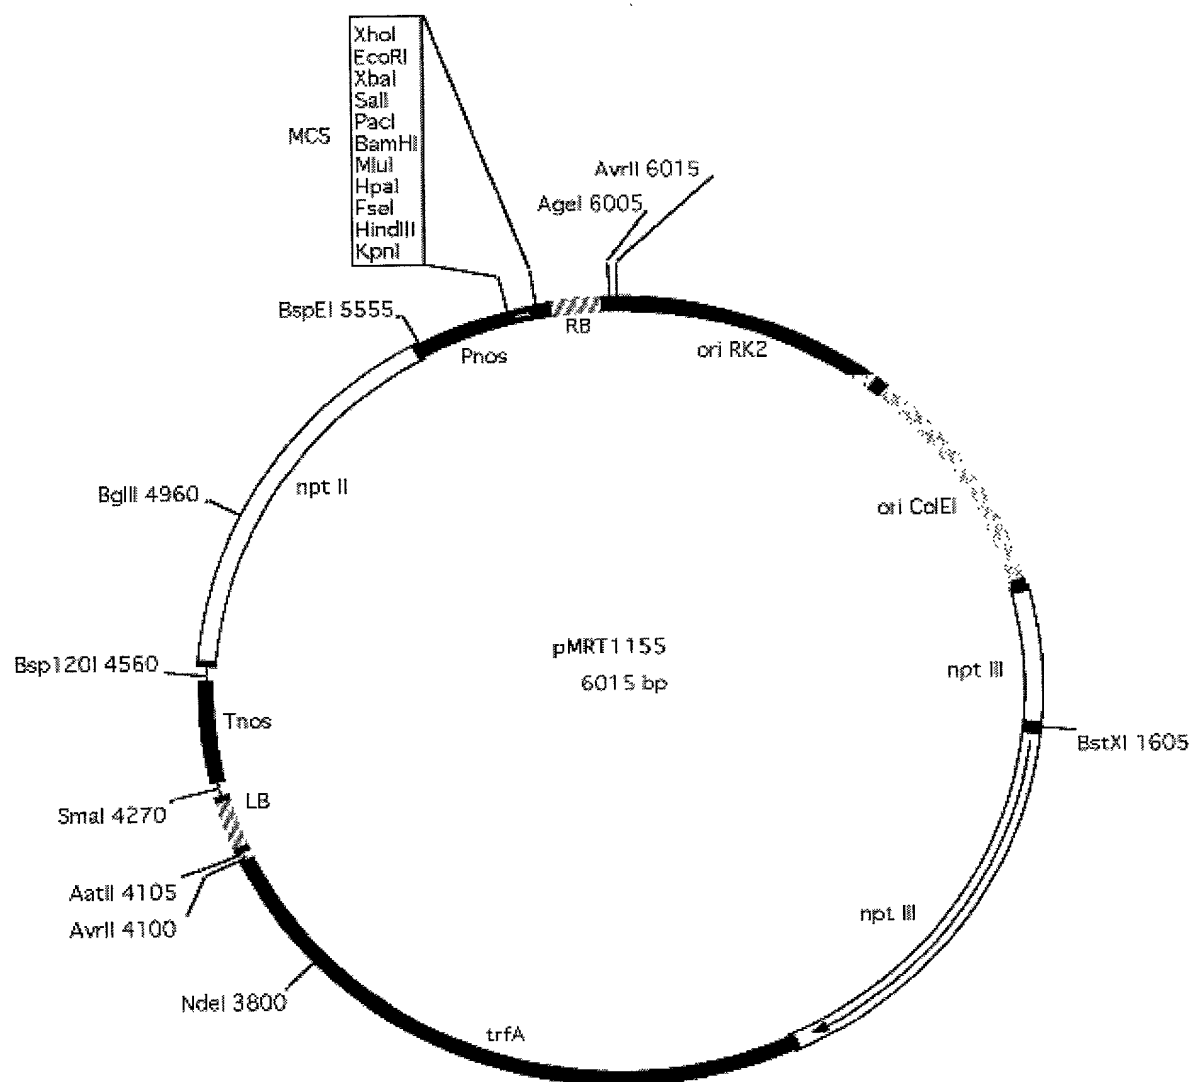 XhoI
EcoRI
XbaI
SalI
PacI
BamHI
MluI
HpaI
FseI
HindIII
KpnI
MCS
AvrII 6015
AgeI 6005
BspEI 5555
Pnos
RB
ori RK2
BglII 4960
npt II
ori ColEI
Bsp120I 4560
pMRT1155
6015 bp
npt III
Tnos
BstXI 1605
SmaI 4270
LB
AatII 4105
AvrII 4100
npt III
NdeI 3800
trfA